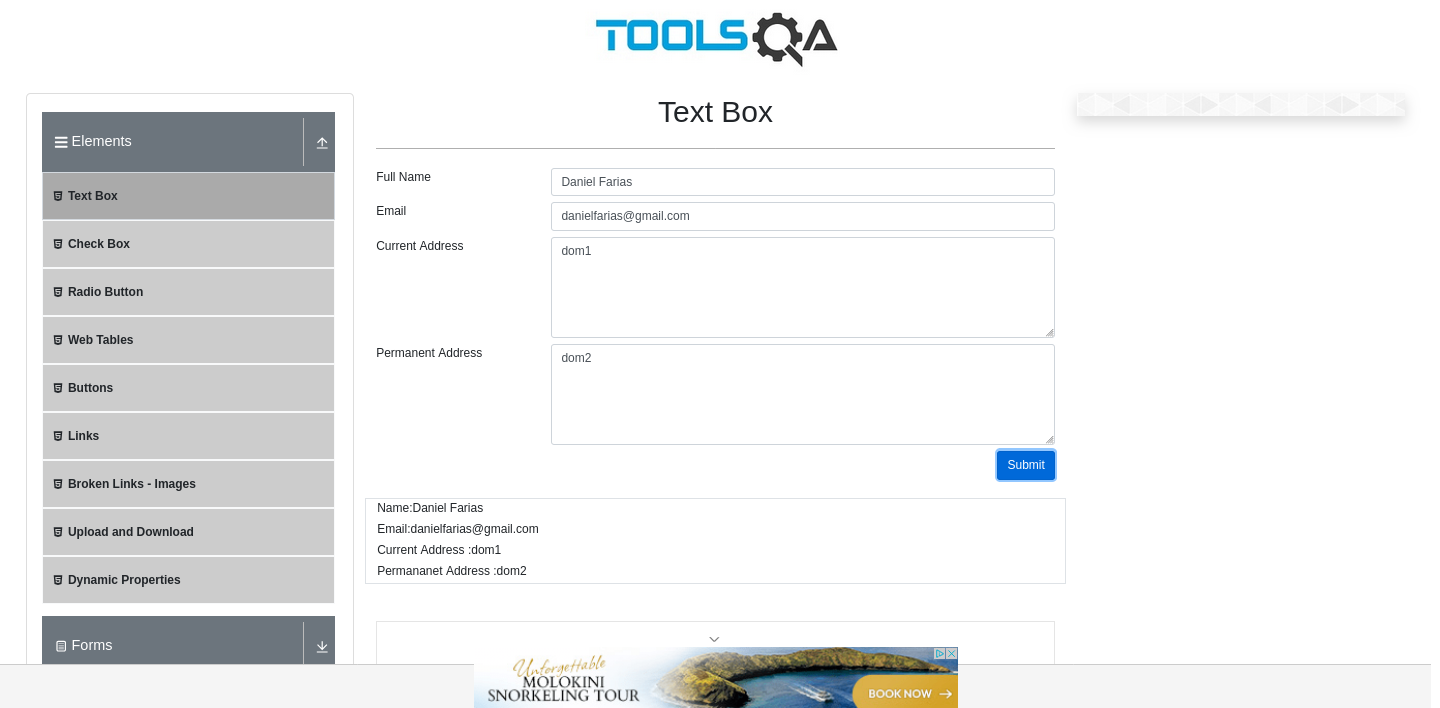 TOOLSQA
Elements
Text Box
Check Box
Radio Button
Web Tables
Buttons
Links
Broken Links - Images
Upload and Download
Dynamic Properties
Forms
Text Box
Full Name
Daniel Farias
Email
danielfarias@gmail.com
Current Address
dom1
Permanent Address
dom2
Submit
Name:Daniel Farias
Email:danielfarias@gmail.com
Current Address :dom1
Permananet Address :dom2
Unforgettable
MOLOKINI
SNORKELING TOUR
BOOK NOW